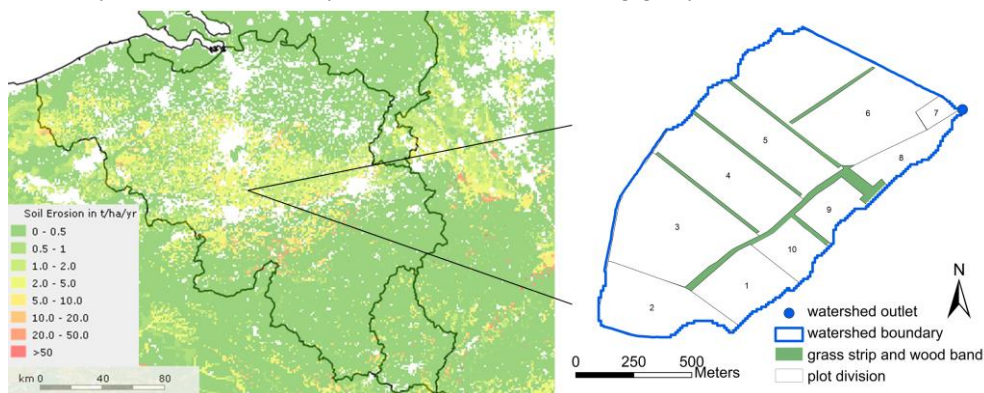 Soil Erosion in t/ha/yr
0 - 0.5
0.5 - 1
1.0 - 2.0
2.0 - 5.0
5.0 - 10.0
10.0 - 20.0
20.0 - 50.0
>50
km 0 40 80
6
7
5
8
4
9
3
10
1
2
N
watershed outlet
watershed boundary
grass strip and wood band
plot division
0 250 500
Meters